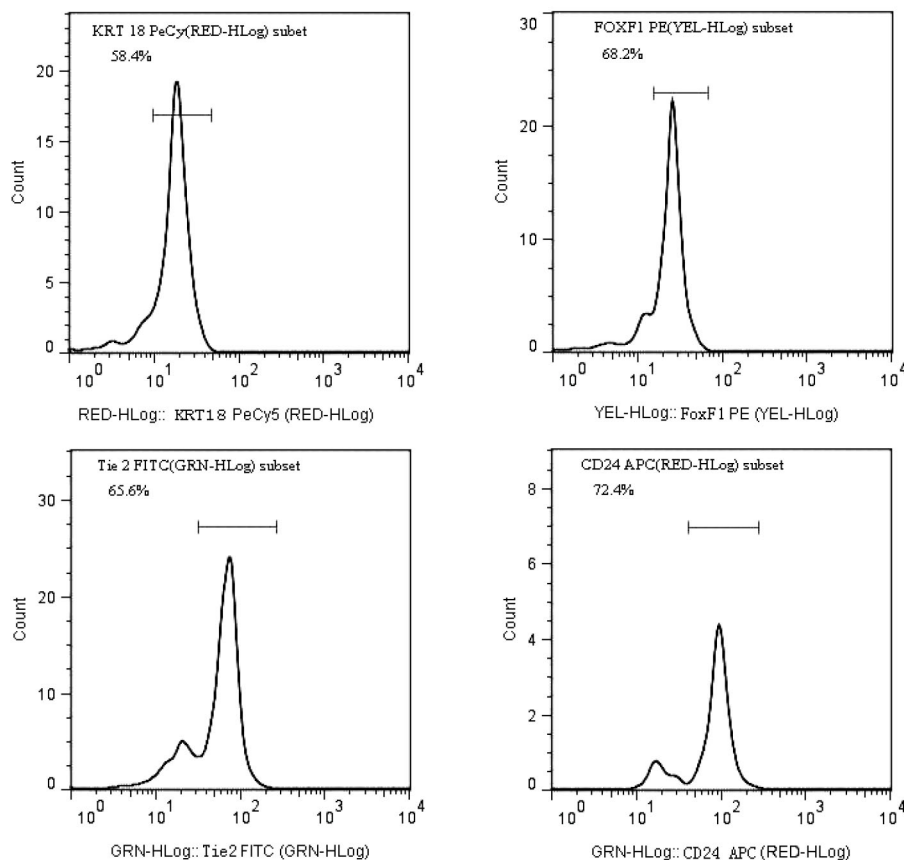 KRT 18 PeCy(RED-HLog) subet
58.4%
Count
20
15
10
5
0
10^0 10^1 10^2 10^3 10^4
RED-HLog:: KRT18 PeCy5 (RED-HLog)
FOXF1 PE(YEL-HLog) subset
68.2%
Count
30
20
10
0
10^0 10^1 10^2 10^3 10^4
YEL-HLog:: FoxF1 PE (YEL-HLog)
Tie 2 FITC(GRN-HLog) subset
65.6%
Count
30
20
10
0
10^0 10^1 10^2 10^3 10^4
GRN-HLog:: Tie2 FITC (GRN-HLog)
CD24 APC(RED-HLog) subset
72.4%
Count
8
6
4
2
0
10^0 10^1 10^2 10^3 10^4
GRN-HLog:: CD24 APC (RED-HLog)